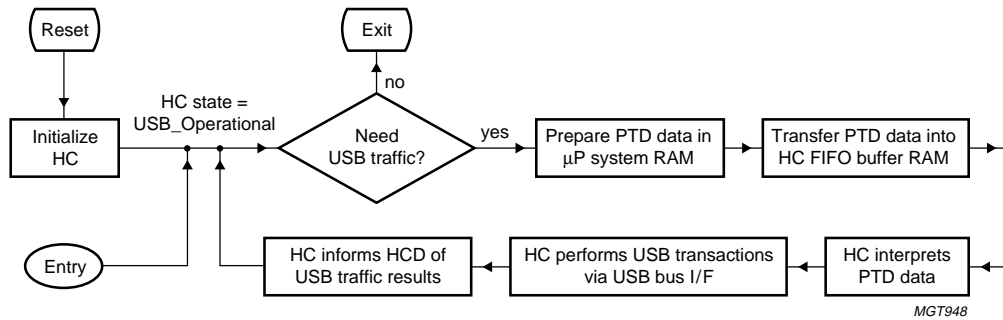 Reset
Exit
no
HC state =
USB_Operational
Initialize
HC
Need
USB traffic?
yes
Prepare PTD data in
µP system RAM
Transfer PTD data into
HC FIFO buffer RAM
Entry
HC informs HCD of
USB traffic results
HC performs USB transactions
via USB bus I/F
HC interprets
PTD data
MGT948